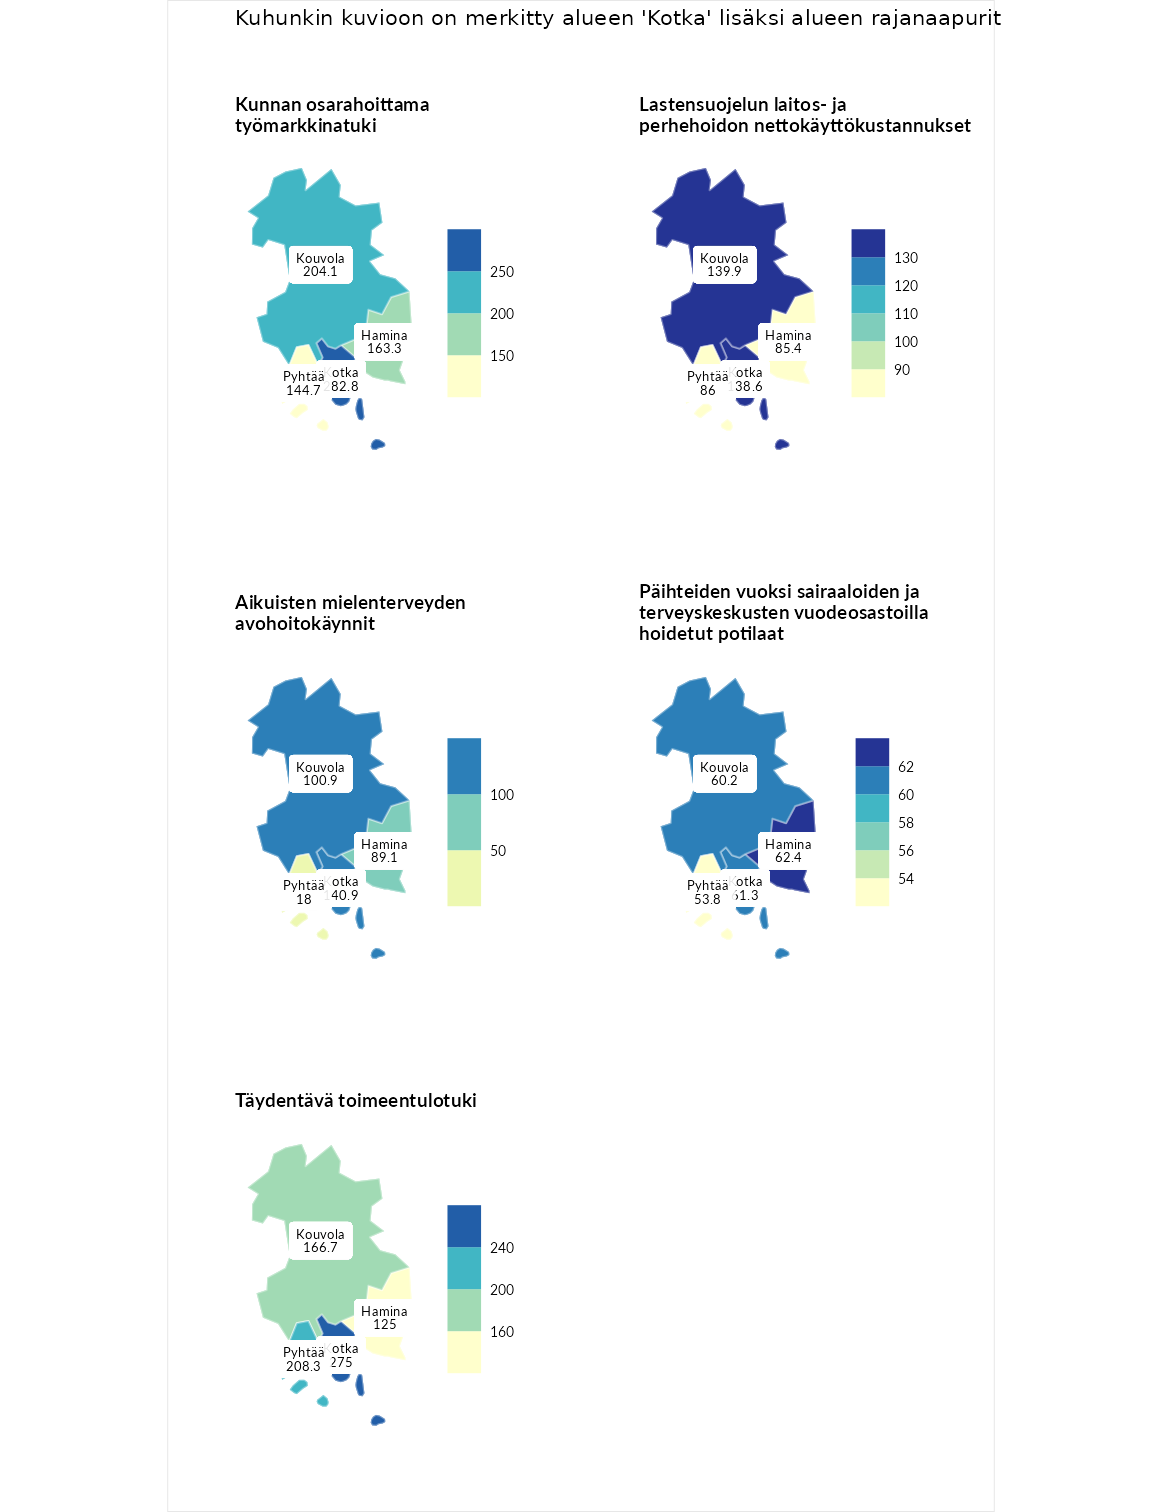 Kuhunkin kuvioon on merkitty alueen 'Kotka' lisäksi alueen rajanaapurit
Kunnan osarahoittama
työmarkkinatuki
Kouvola
204.1
Hamina
163.3
Pyhtää
144.7
otka
82.8
250
200
150
Lastensuojelun laitos- ja
perhehoidon nettokäyttökustannukset
Kouvola
139.9
Hamina
85.4
Pyhtää
86
otka
38.6
130
120
110
100
90
Aikuisten mielenterveyden
avohoitokäynnit
Kouvola
100.9
Hamina
89.1
Pyhtää
18
otka
40.9
100
50
Päihteiden vuoksi sairaaloiden ja
terveyskeskusten vuodeosastoilla
hoidetut potilaat
Kouvola
60.2
Hamina
62.4
Pyhtää
53.8
otka
61.3
62
60
58
56
54
Täydentävä toimeentulotuki
Kouvola
166.7
Hamina
125
Pyhtää
208.3
otka
275
240
200
160